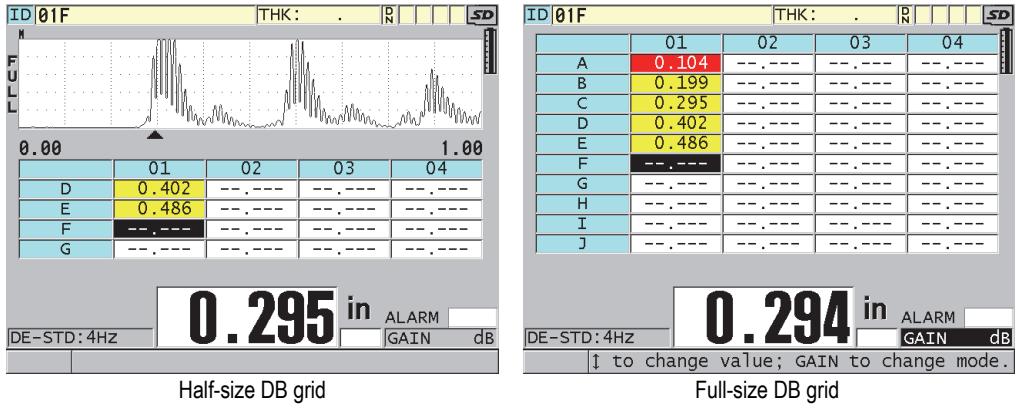 ID 01F THK: . DN SD
FULL
0.00 1.00
01 02 03 04
D 0.402 --.--- --.--- --.---
E 0.486 --.--- --.--- --.---
F --.--- --.--- --.--- --.---
G --.--- --.--- --.--- --.---
0.295 in ALARM
DE-STD:4Hz GAIN dB
Half-size DB grid
ID 01F THK: . DN SD
01 02 03 04
A 0.104 --.--- --.--- --.---
B 0.199 --.--- --.--- --.---
C 0.295 --.--- --.--- --.---
D 0.402 --.--- --.--- --.---
E 0.486 --.--- --.--- --.---
F --.--- --.--- --.--- --.---
G --.--- --.--- --.--- --.---
H --.--- --.--- --.--- --.---
I --.--- --.--- --.--- --.---
J --.--- --.--- --.--- --.---
0.294 in ALARM
DE-STD:4Hz GAIN dB
↕ to change value; GAIN to change mode.
Full-size DB grid